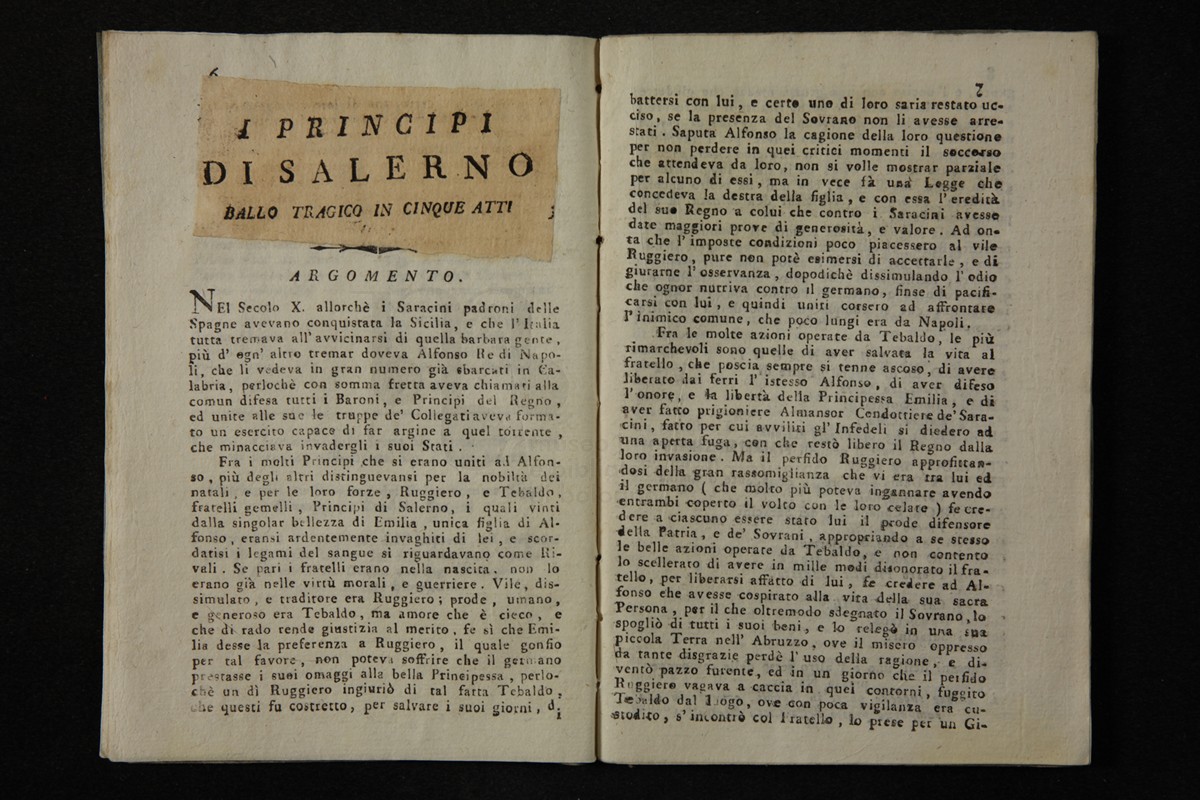 6
I PRINCIPI
DI SALERNO
BALLO TRAGICO IN CINQUE ATTI
ARGOMENTO.
NEl Secolo X. allorchè i Saracini padroni delle
Spagne avevano conquistata la Sicilia, e che l'Italia
tutta tremava all'avvicinarsi di quella barbara gente,
più d' ogn' altro tremar doveva Alfonso Re di Napo-
li, che li vedeva in gran numero già sbarcati in Ca-
labria, perlochè con somma fretta aveva chiamati alla
comun difesa tutti i Baroni, e Principi del Regno,
ed unite alle sue le truppe de' Collegati aveva forma-
to un esercito capace di far argine a quel torrente,
che minacciava invadergli i suoi Stati.
Fra i molti Principi che si erano uniti ad Alfon-
so, più degli altri distinguevansi per la nobiltà dei
natali, e per le loro forze, Ruggiero, e Tebaldo,
fratelli gemelli, Principi di Salerno, i quali vinti
dalla singolar bellezza di Emilia, unica figlia di Al-
fonso, eransi ardentemente invaghiti di lei, e scor-
datisi i legami del sangue si riguardavano come Ri-
vali. Se pari i fratelli erano nella nascita, non lo
erano già nelle virtù morali, e guerriere. Vile, dis-
simulato, e traditore era Ruggiero; prode, umano,
e generoso era Tebaldo, ma amore che è cieco, e
che di rado rende giustizia al merito, fe sì che Emi-
lia desse la preferenza a Ruggiero, il quale gonfio
per tal favore, non poteva soffrire che il germano
prestasse i suoi omaggi alla bella Principessa, perlo-
chè un dì Ruggiero ingiuriò di tal fatta Tebaldo,
che questi fu costretto, per salvare i suoi giorni, di
7
battersi con lui, e certo uno di loro saria restato uc-
ciso, se la presenza del Sovrano non li avesse arre-
stati. Saputa Alfonso la cagione della loro questione
per non perdere in quei critici momenti il soccorso
che attendeva da loro, non si volle mostrar parziale
per alcuno di essi, ma in vece fà una Legge che
concedeva la destra della figlia, e con essa l'eredità
del suo Regno a colui che contro i Saracini avesse
date maggiori prove di generosità, e valore. Ad on-
ta che l' imposte condizioni poco piacessero al vile
Ruggiero, pure non potè esimersi di accettarle, e di
giurarne l'osservanza, dopodichè dissimulando l'odio
che ognor nutriva contro il germano, finse di pacifi-
carsi con lui, e quindi uniti corsero ad affrontare
l'inimico comune, che poco lungi era da Napoli.
Fra le molte azioni operate da Tebaldo, le più
rimarchevoli sono quelle di aver salvata la vita al
fratello, che poscia sempre si tenne ascoso, di avere
liberato dai ferri l' istesso Alfonso, di aver difeso
l'onore, e la libertà della Principessa Emilia, e di
aver fatto prigioniere Almansor Condottiere de' Sara-
cini, fatto per cui avviliti gl' Infedeli si diedero ad
una aperta fuga, con che restò libero il Regno dalla
loro invasione. Ma il perfido Ruggiero approfittan-
dosi della gran rassomiglianza che vi era tra lui ed
il germano ( che molto più poteva ingannare avendo
entrambi coperto il volto con le loro celate ) fe cre-
dere a ciascuno essere stato lui il prode difensore
della Patria, e de' Sovrani, appropriando a se stesso
le belle azioni operate da Tebaldo, e non contento
lo scellerato di avere in mille modi disonorato il fra-
tello, per liberarsi affatto di lui, fe credere ad Al-
fonso che avesse cospirato alla vita della sua sacra
Persona, per il che oltremodo sdegnato il Sovrano, lo
spogliò di tutti i suoi beni, e lo relegò in una sua
piccola Terra nell' Abruzzo, ove il misero oppresso
da tante disgrazie perdè l'uso della ragione, e di-
ventò pazzo furente, ed in un giorno che il perfido
Ruggiero vagava a caccia in quei contorni, fuggito
Tebaldo dal luogo, ove con poca vigilanza era cu-
stodito, s'incontrò col Fratello, lo prese per un Gi-